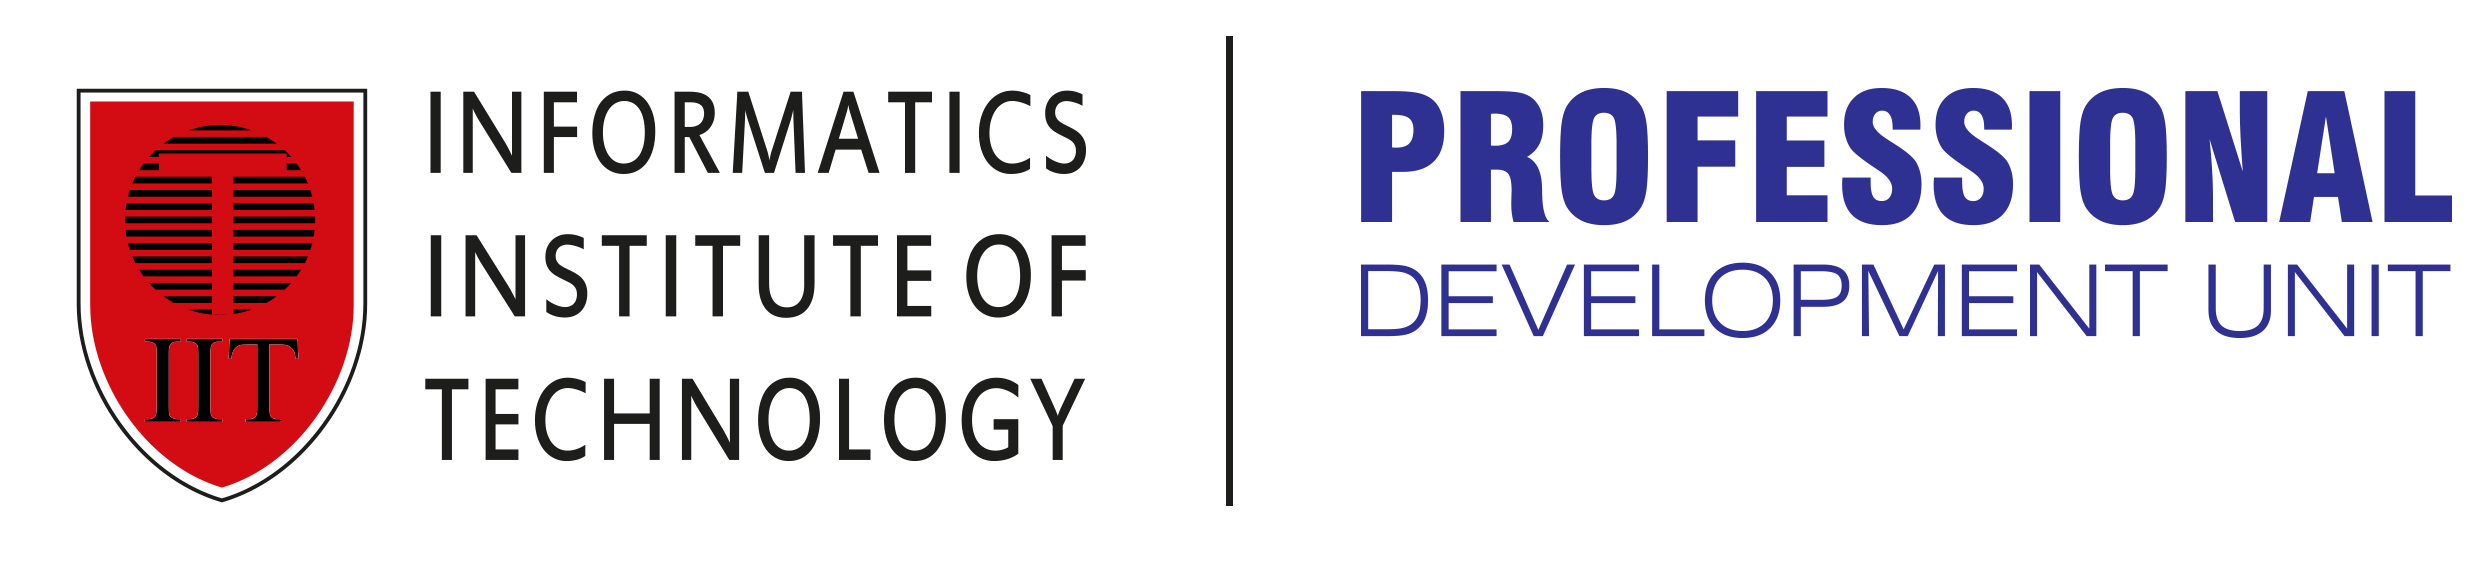 IIT
INFORMATICS
INSTITUTE OF
TECHNOLOGY
PROFESSIONAL
DEVELOPMENT UNIT